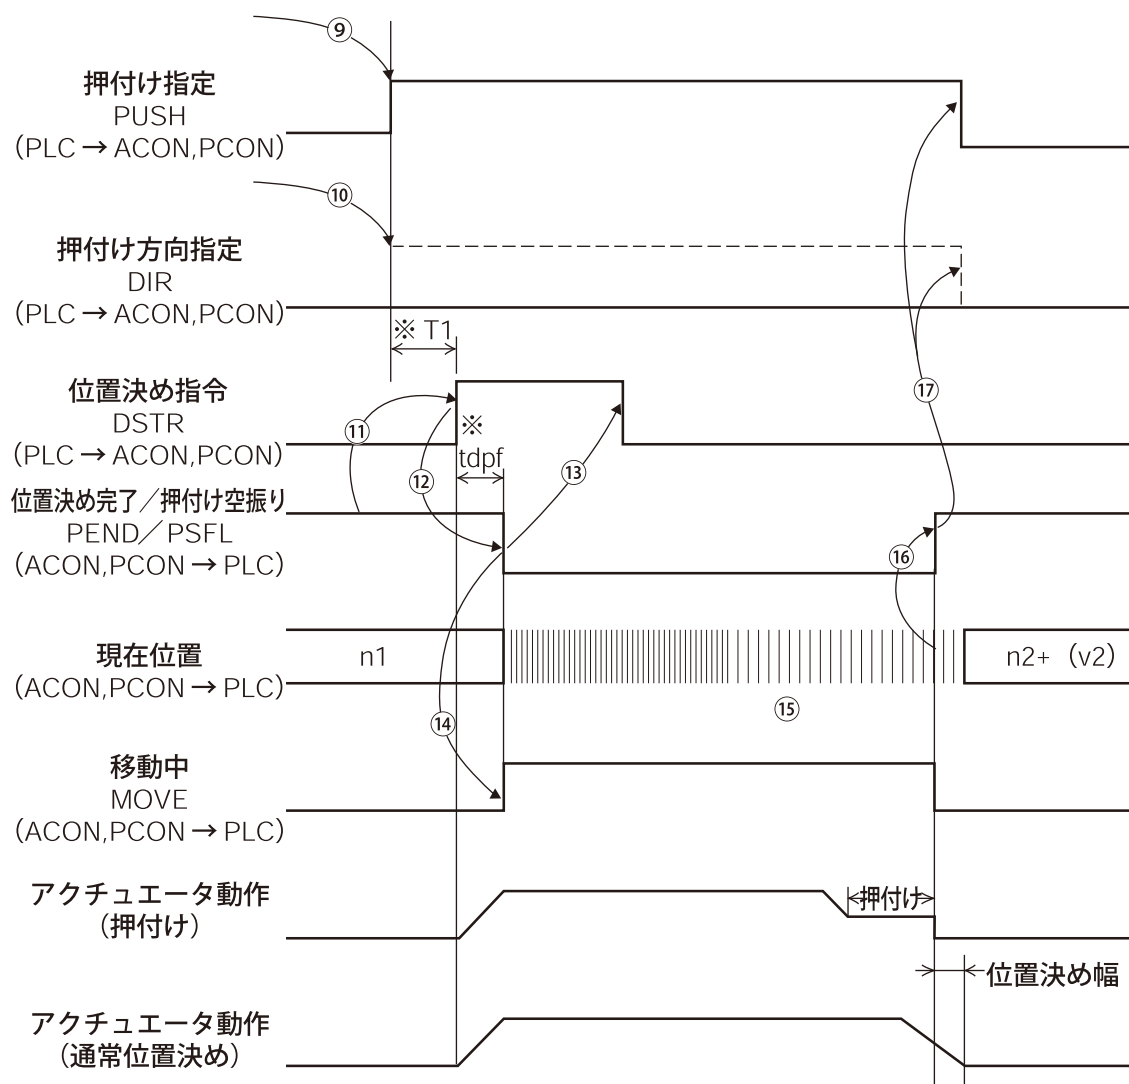 ⑨
押付け指定
PUSH
(PLC → ACON,PCON)
⑩
押付け方向指定
DIR
(PLC → ACON,PCON)
※ T1
位置決め指令
DSTR
(PLC → ACON,PCON)
⑪
※
tdpf
⑫
⑬
⑰
位置決め完了／押付け空振り
PEND／PSFL
(ACON,PCON → PLC)
⑯
現在位置
(ACON,PCON → PLC)
n1
n2+（v2）
⑭
⑮
移動中
MOVE
(ACON,PCON → PLC)
アクチュエータ動作
(押付け)
押付け
位置決め幅
アクチュエータ動作
(通常位置決め)